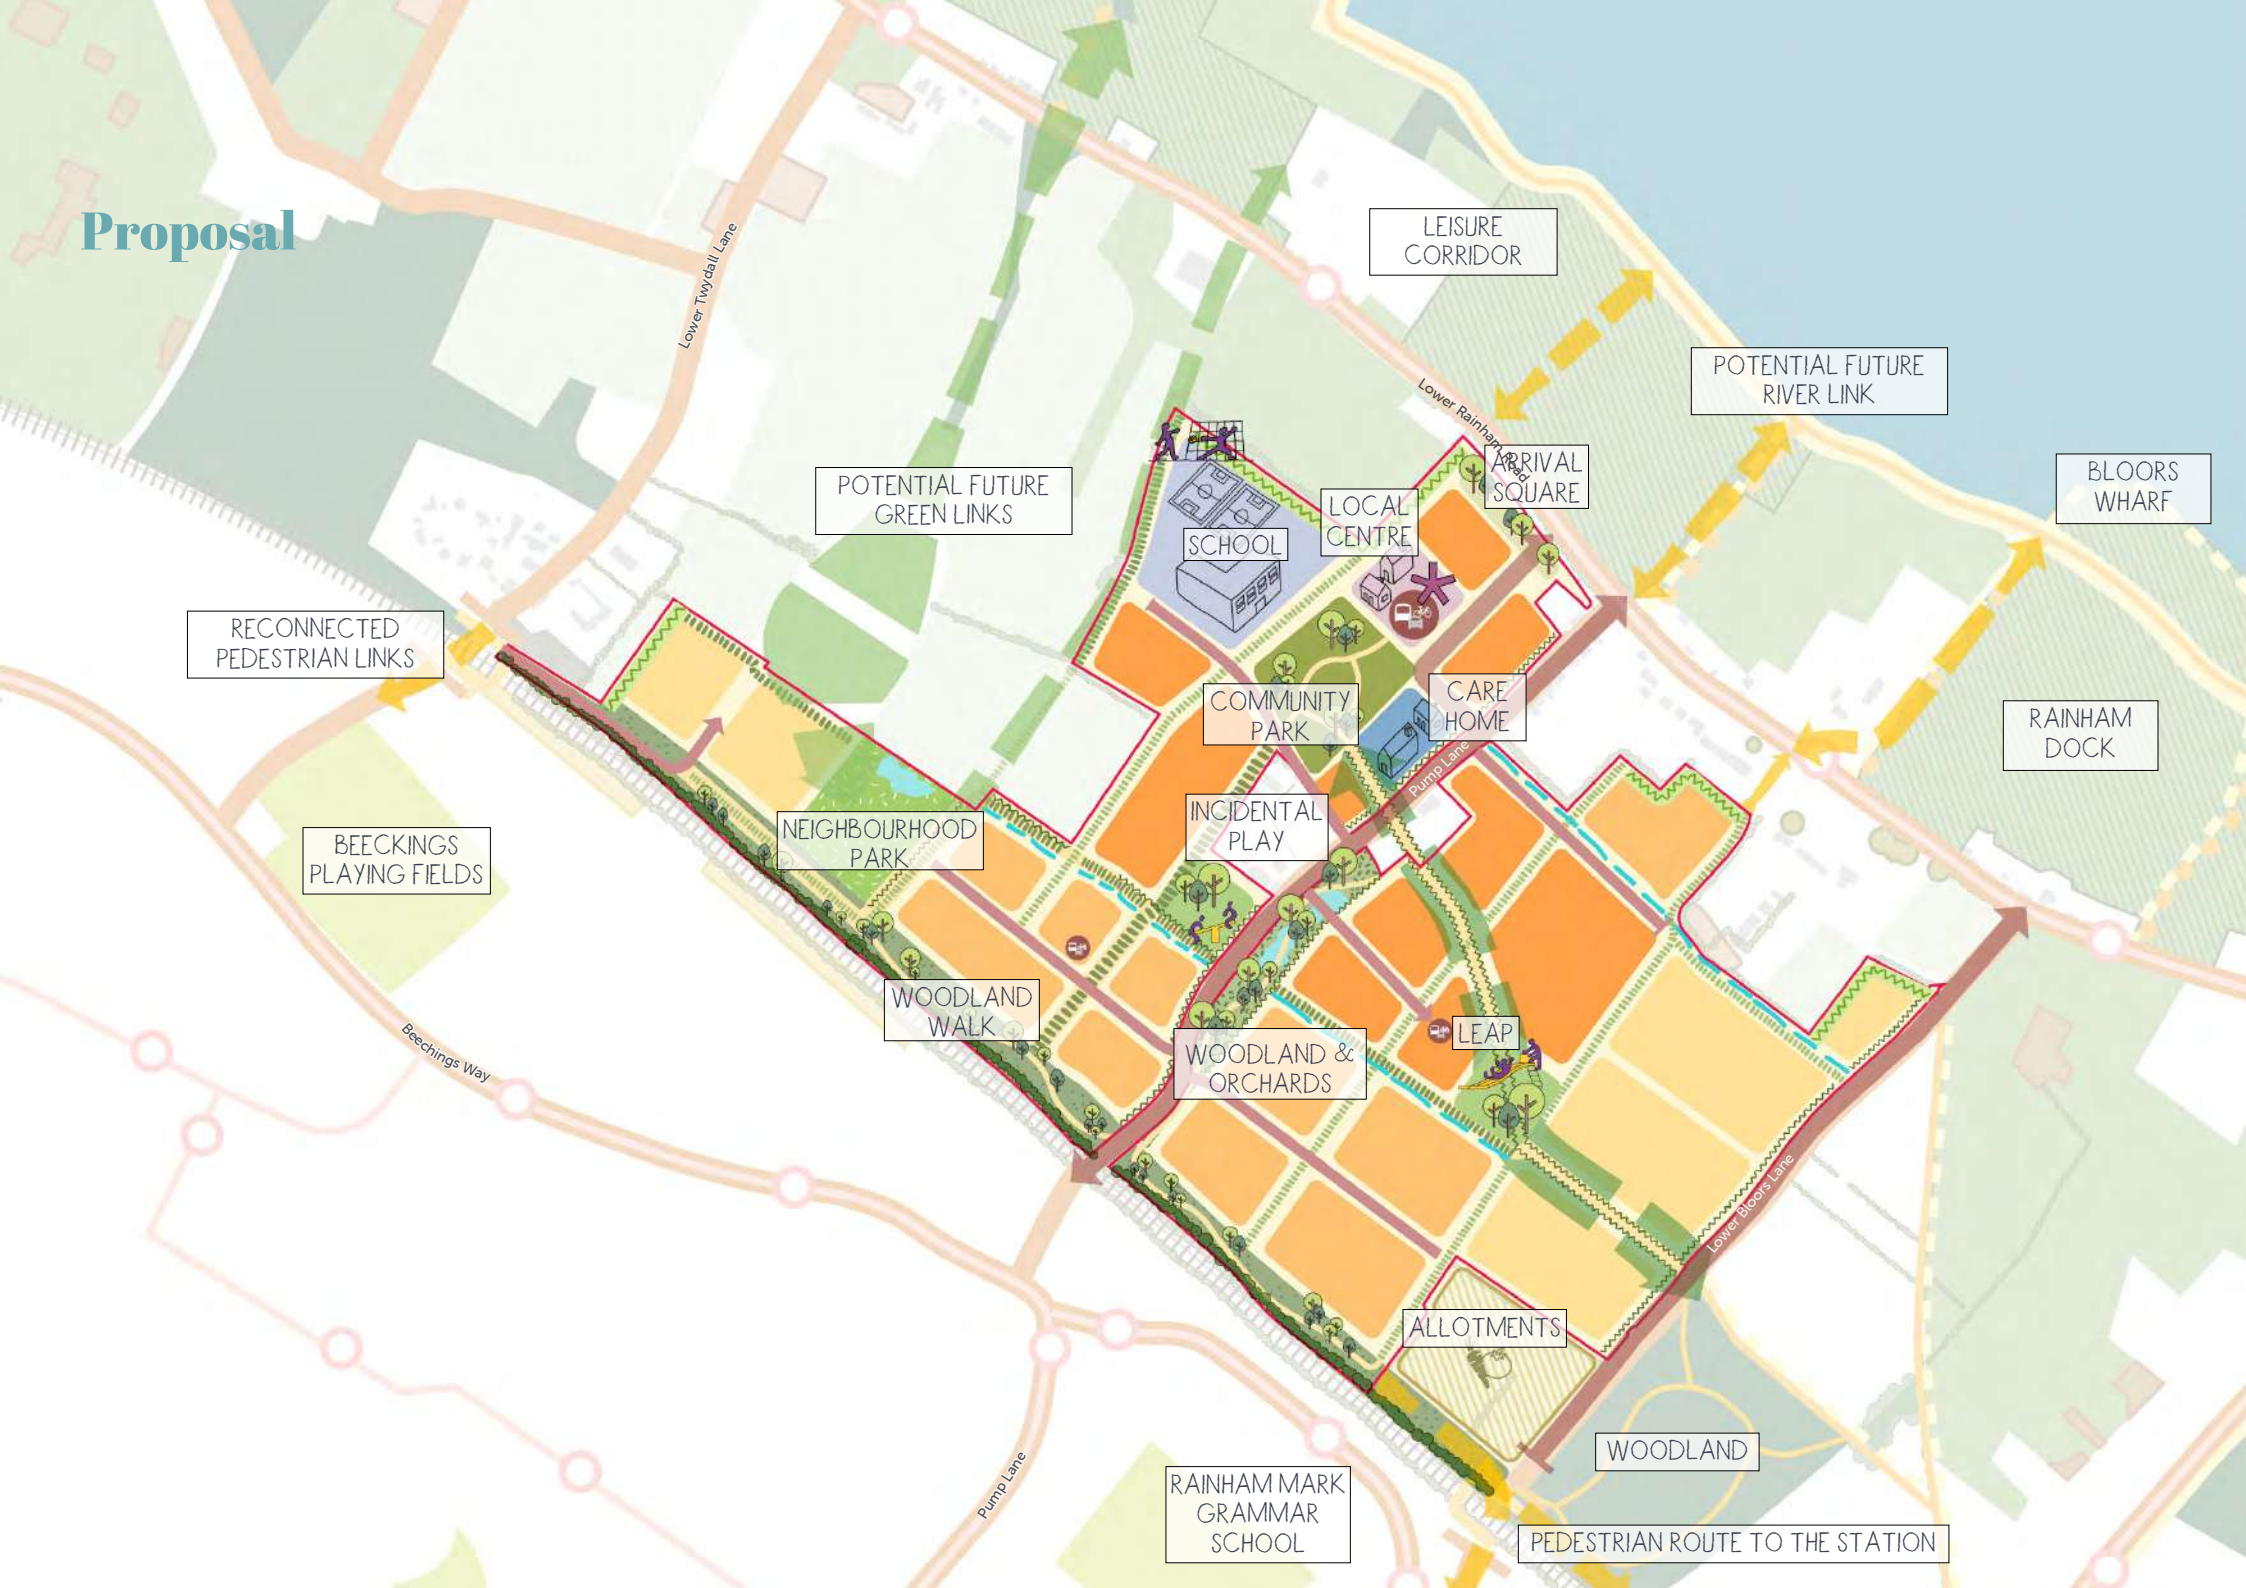 Proposal
Lower Twydall Lane
LEISURE
CORRIDOR
POTENTIAL FUTURE
RIVER LINK
Lower Rainham Road
ARRIVAL
SQUARE
BLOORS
WHARF
POTENTIAL FUTURE
GREEN LINKS
LOCAL
CENTRE
SCHOOL
RECONNECTED
PEDESTRIAN LINKS
COMMUNITY
PARK
CARE
HOME
RAINHAM
DOCK
Pump Lane
INCIDENTAL
PLAY
NEIGHBOURHOOD
PARK
BEECKINGS
PLAYING FIELDS
WOODLAND
WALK
LEAP
Beechings Way
WOODLAND &
ORCHARDS
Lower Bloors Lane
ALLOTMENTS
WOODLAND
Pump Lane
RAINHAM MARK
GRAMMAR
SCHOOL
PEDESTRIAN ROUTE TO THE STATION